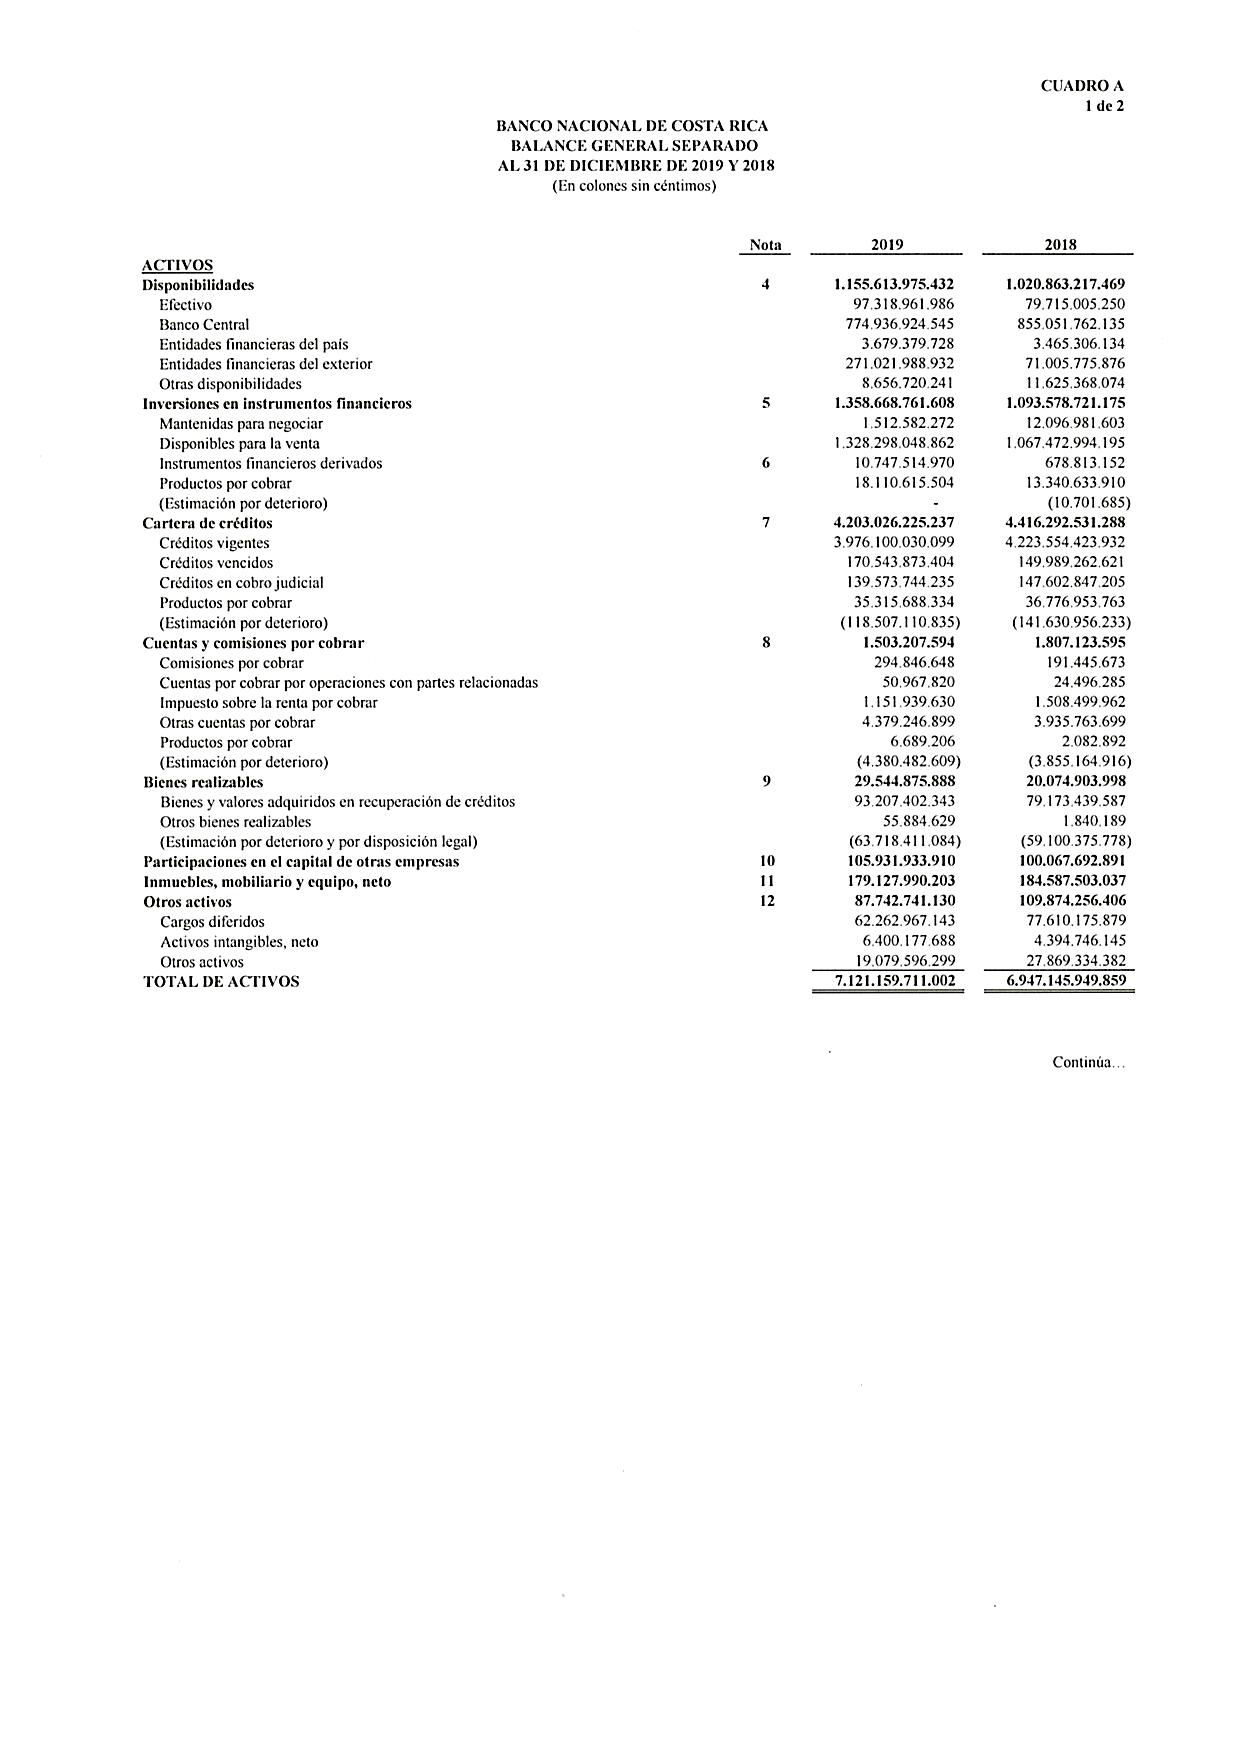 CUADRO A
1 de 2
BANCO NACIONAL DE COSTA RICA
BALANCE GENERAL SEPARADO
AL 31 DE DICIEMBRE DE 2019 Y 2018
(En colones sin céntimos)
Nota 2019 2018
ACTIVOS
Disponibilidades 4 1.155.613.975.432 1.020.863.217.469
Efectivo 97.318.961.986 79.715.005.250
Banco Central 774.936.924.545 855.051.762.135
Entidades financieras del país 3.679.379.728 3.465.306.134
Entidades financieras del exterior 271.021.988.932 71.005.775.876
Otras disponibilidades 8.656.720.241 11.625.368.074
Inversiones en instrumentos financieros 5 1.358.668.761.608 1.093.578.721.175
Mantenidas para negociar 1.512.582.272 12.096.981.603
Disponibles para la venta 1.328.298.048.862 1.067.472.994.195
Instrumentos financieros derivados 6 10.747.514.970 678.813.152
Productos por cobrar 18.110.615.504 13.340.633.910
(Estimación por deterioro) - (10.701.685)
Cartera de créditos 7 4.203.026.225.237 4.416.292.531.288
Créditos vigentes 3.976.100.030.099 4.223.554.423.932
Créditos vencidos 170.543.873.404 149.989.262.621
Créditos en cobro judicial 139.573.744.235 147.602.847.205
Productos por cobrar 35.315.688.334 36.776.953.763
(Estimación por deterioro) (118.507.110.835) (141.630.956.233)
Cuentas y comisiones por cobrar 8 1.503.207.594 1.807.123.595
Comisiones por cobrar 294.846.648 191.445.673
Cuentas por cobrar por operaciones con partes relacionadas 50.967.820 24.496.285
Impuesto sobre la renta por cobrar 1.151.939.630 1.508.499.962
Otras cuentas por cobrar 4.379.246.899 3.935.763.699
Productos por cobrar 6.689.206 2.082.892
(Estimación por deterioro) (4.380.482.609) (3.855.164.916)
Bienes realizables 9 29.544.875.888 20.074.903.998
Bienes y valores adquiridos en recuperación de créditos 93.207.402.343 79.173.439.587
Otros bienes realizables 55.884.629 1.840.189
(Estimación por deterioro y por disposición legal) (63.718.411.084) (59.100.375.778)
Participaciones en el capital de otras empresas 10 105.931.933.910 100.067.692.891
Inmuebles, mobiliario y equipo, neto 11 179.127.990.203 184.587.503.037
Otros activos 12 87.742.741.130 109.874.256.406
Cargos diferidos 62.262.967.143 77.610.175.879
Activos intangibles, neto 6.400.177.688 4.394.746.145
Otros activos 19.079.596.299 27.869.334.382
TOTAL DE ACTIVOS 7.121.159.711.002 6.947.145.949.859
Continúa...